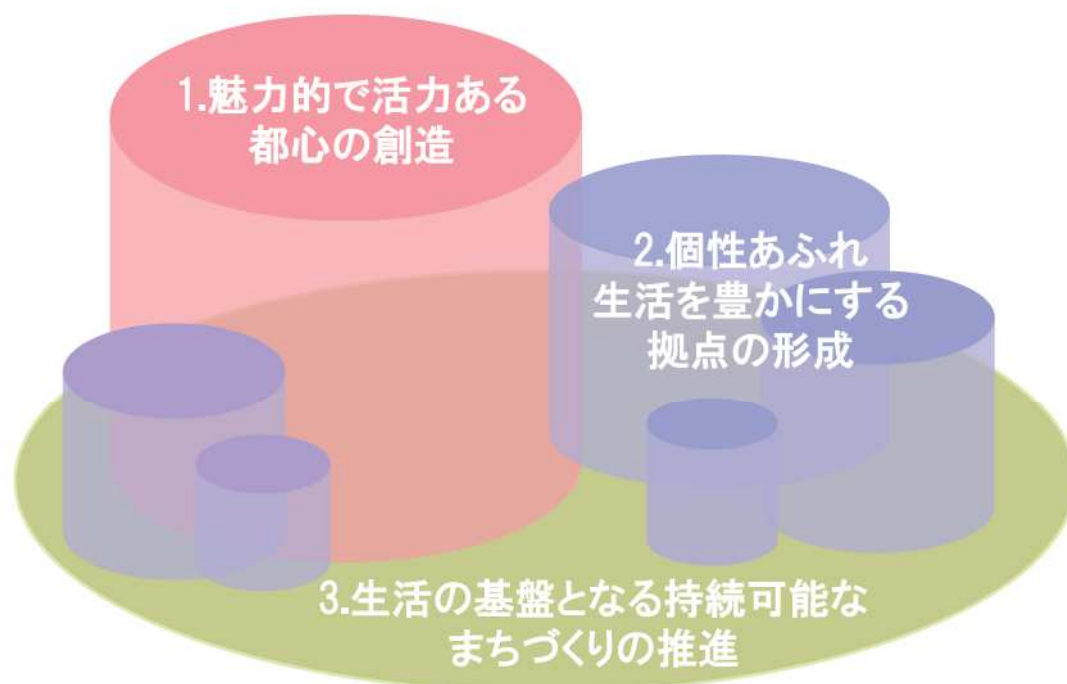 1.魅力的で活力ある
都心の創造
2.個性あふれ
生活を豊かにする
拠点の形成
3.生活の基盤となる持続可能な
まちづくりの推進